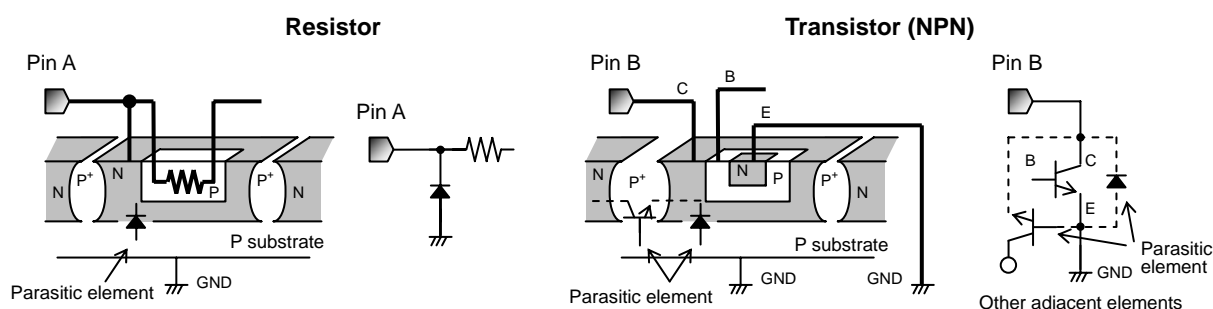 Resistor
Transistor (NPN)
Pin A
Pin A
N
P+
N
P
P+
N
P substrate
GND
Parasitic element
Pin B
C
B
E
N
P+
N
P
P+
N
P substrate
GND
GND
Parasitic element
Pin B
B
C
E
GND
Parasitic
element
Other adjacent elements